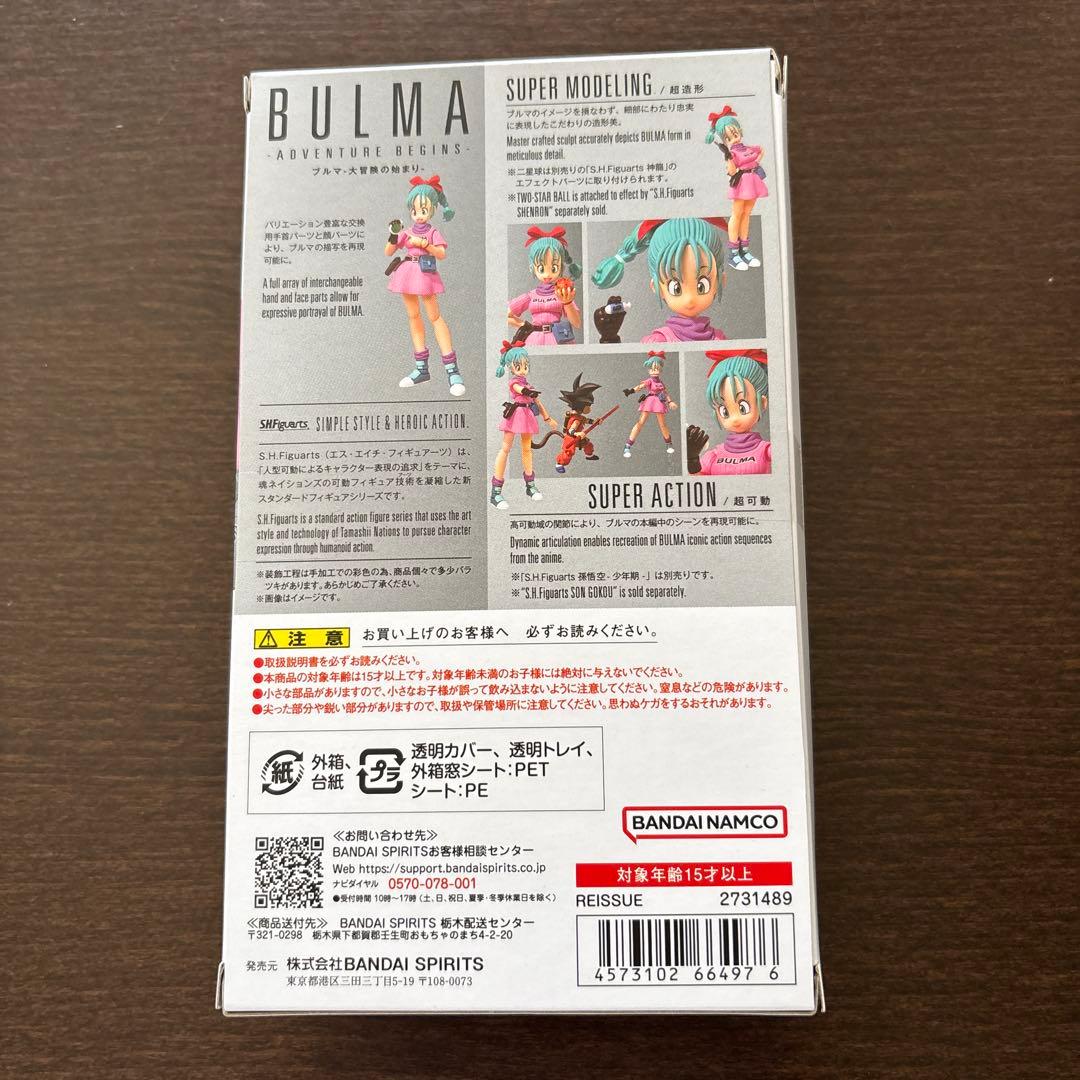 BULMA
-ADVENTURE BEGINS-
ブルマ-大冒険の始まり-
バリエーション豊富な交換
用手首パーツと顔パーツに
より、ブルマの描写を再現
可能に。
A full array of interchangeable
hand and face parts allow for
expressive portrayal of BULMA.
S.H.Figuarts SIMPLE STYLE & HEROIC ACTION.
S.H.Figuarts（エス・エイチ・フィギュアーツ）は、
「人型可動によるキャラクター表現の追求」をテーマに、
魂ネイションズの可動フィギュア技術を凝縮した新
スタンダードフィギュアシリーズです。
S.H.Figuarts is a standard action figure series that uses the art
style and technology of Tamashii Nations to pursue character
expression through humanoid action.
※装飾工程は手加工での彩色の為、商品個々で多少バラ
ツキがあります。あらかじめご了承ください。
※画像はイメージです。
SUPER MODELING / 超造形
ブルマのイメージを損なわず、細部にわたり忠実
に表現したこだわりの造形美。
Master crafted sculpt accurately depicts BULMA form in
meticulous detail.
※二星球は別売りの「S.H.Figuarts 神龍」の
エフェクトパーツに取り付けられます。
※TWO-STAR BALL is attached to effect by "S.H.Figuarts
SHENRON" separately sold.
BULMA
BULMA
SUPER ACTION / 超可動
高可動域の関節により、ブルマの本編中のシーンを再現可能に。
Dynamic articulation enables recreation of BULMA iconic action sequences
from the anime.
※「S.H.Figuarts 孫悟空 - 少年期 -」は別売りです。
※"S.H.Figuarts SON GOKOU" is sold separately.
注意 お買い上げのお客様へ 必ずお読みください。
●取扱説明書を必ずお読みください。
●本商品の対象年齢は15才以上です。対象年齢未満のお子様には絶対に与えないでください。
●小さな部品がありますので、小さなお子様が誤って飲み込まないように注意してください。窒息などの危険があります。
●尖った部分や鋭い部分がありますので、取扱や保管場所に注意してください。思わぬケガをするおそれがあります。
紙 外箱、
台紙
プラ 透明カバー、透明トレイ、
外箱窓シート:PET
シート:PE
BANDAI NAMCO
≪お問い合わせ先≫
BANDAI SPIRITSお客様相談センター
Web https://support.bandaispirits.co.jp
ナビダイヤル 0570-078-001
●受付時間 10時～17時（土、日、祝日、夏季・冬季休業日を除く）
≪商品送付先≫ BANDAI SPIRITS 栃木配送センター
〒321-0298 栃木県下都賀郡壬生町おもちゃのまち4-2-20
発売元 株式会社BANDAI SPIRITS
東京都港区三田三丁目5-19 〒108-0073
対象年齢15才以上
REISSUE 2731489
4573102 66497 6